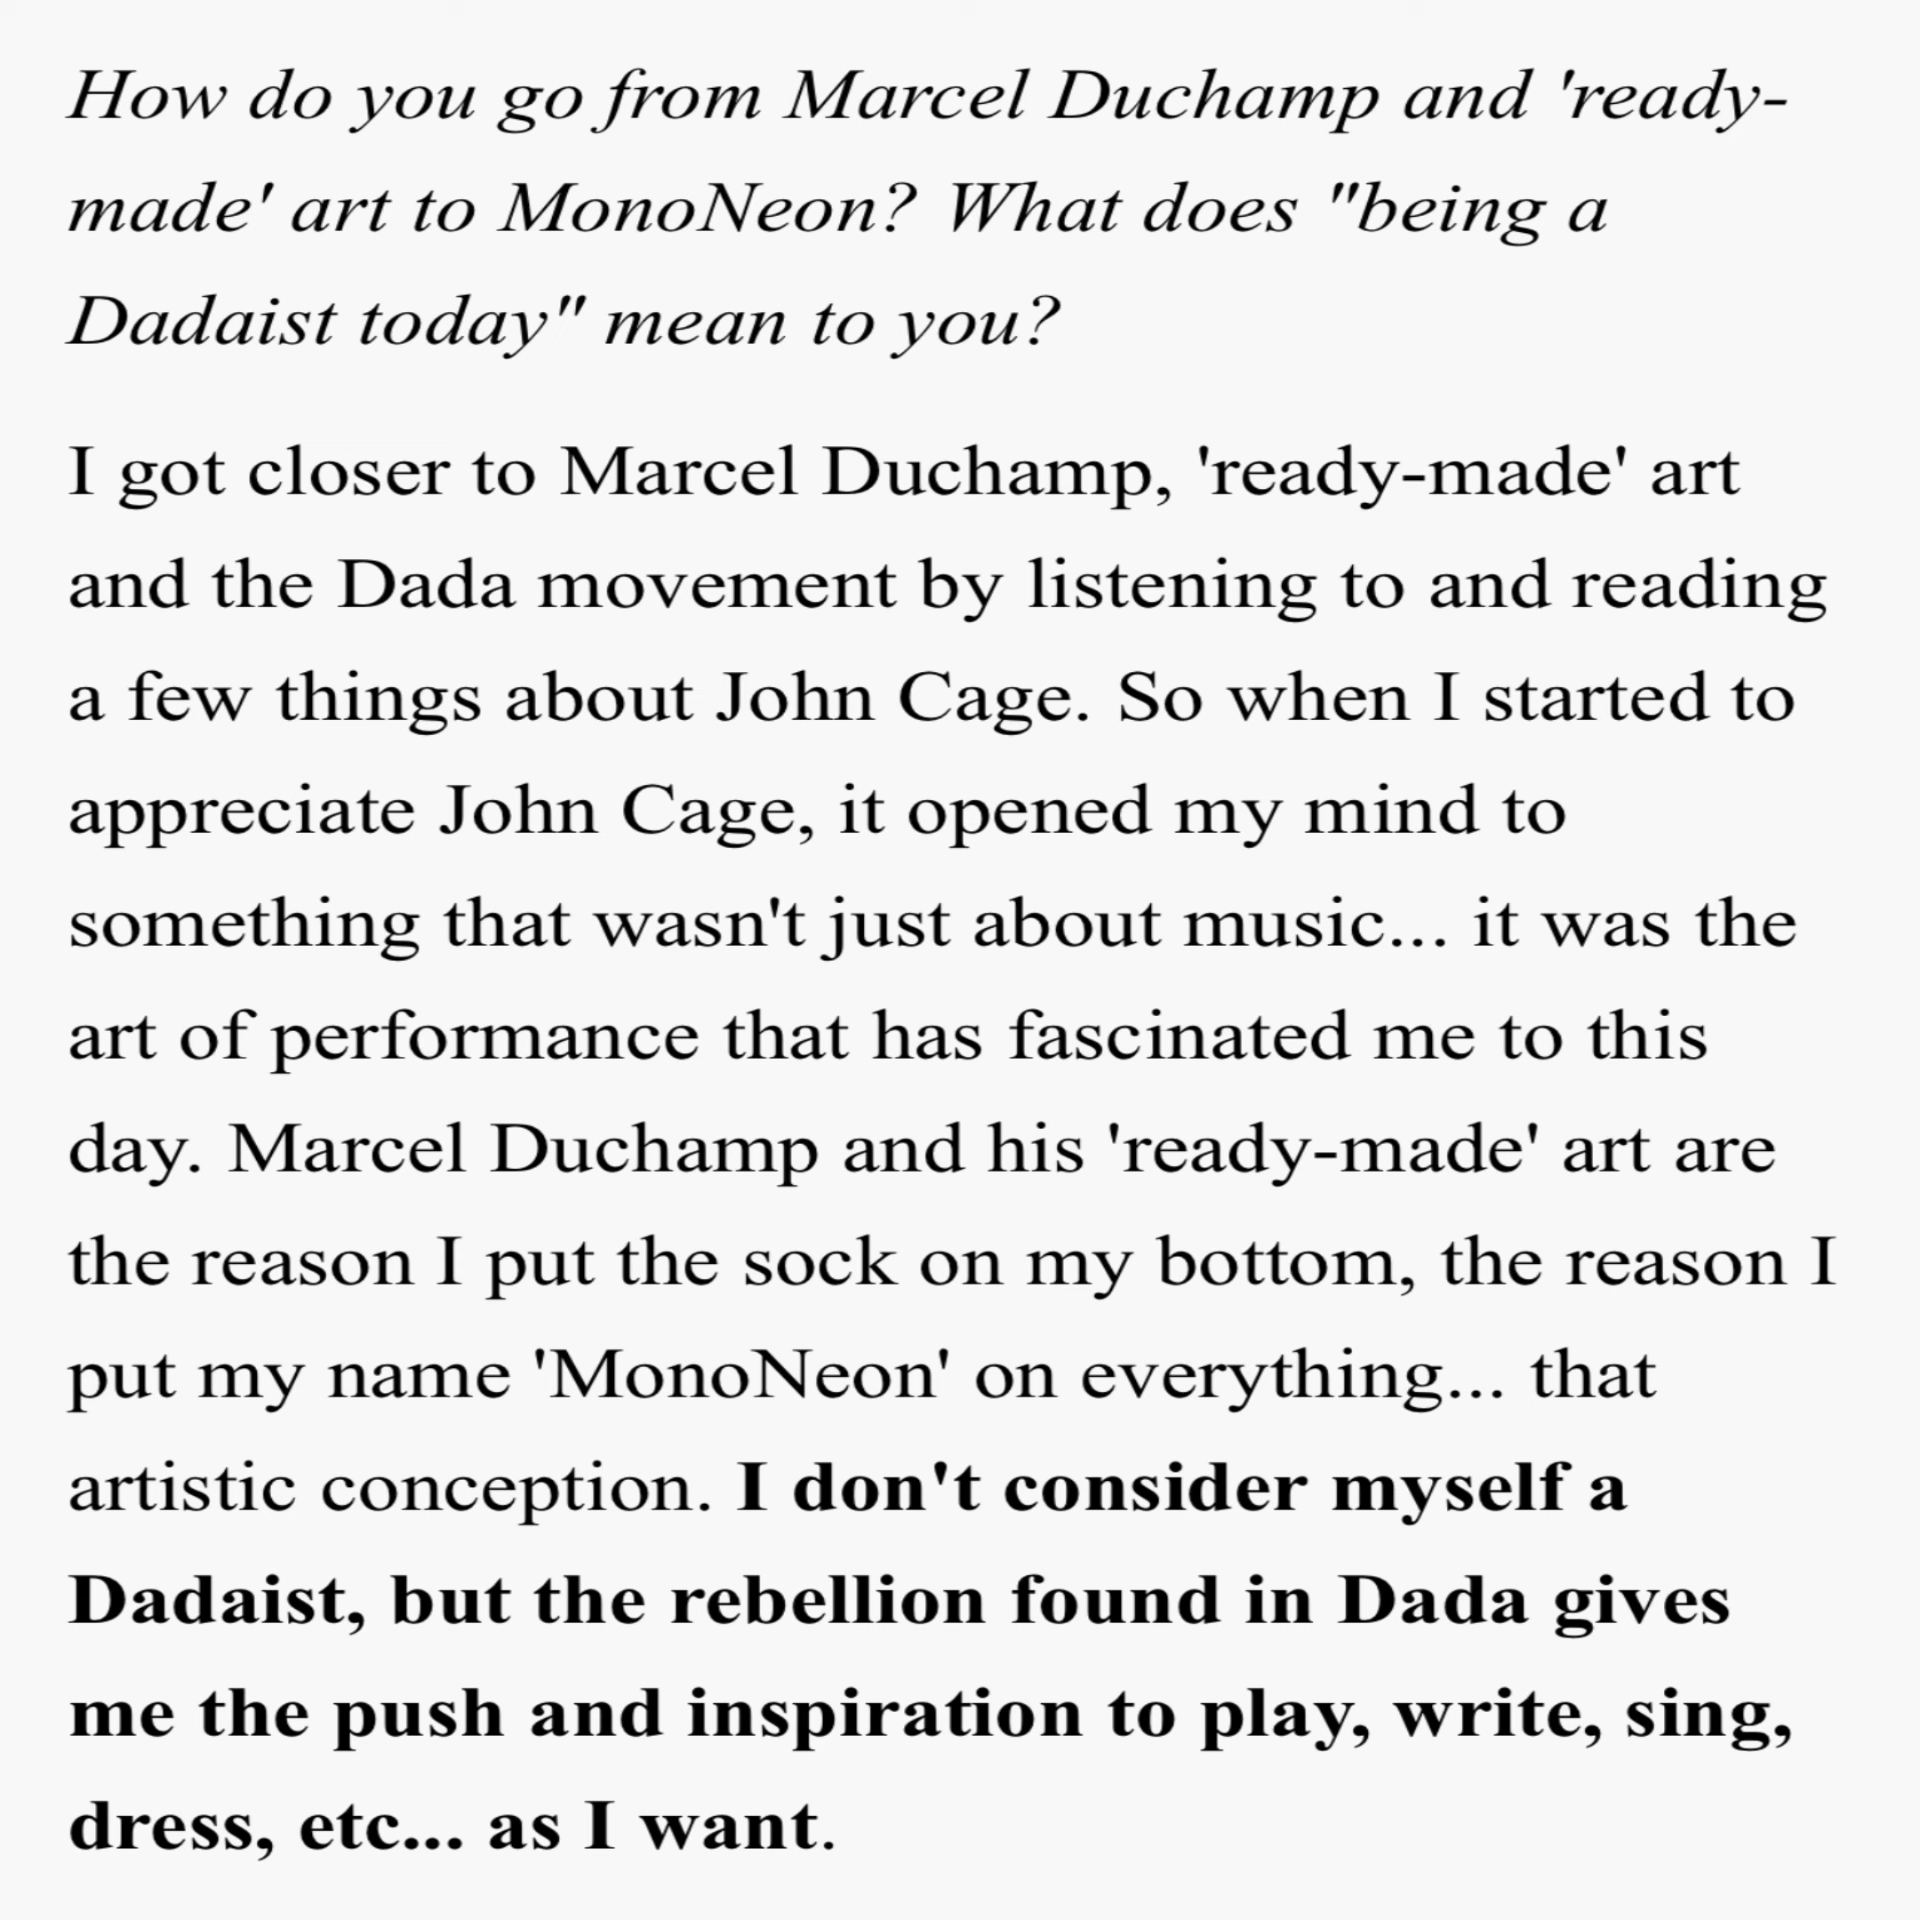 How do you go from Marcel Duchamp and 'ready-
made' art to MonoNeon? What does "being a
Dadaist today" mean to you?
I got closer to Marcel Duchamp, 'ready-made' art
and the Dada movement by listening to and reading
a few things about John Cage. So when I started to
appreciate John Cage, it opened my mind to
something that wasn't just about music... it was the
art of performance that has fascinated me to this
day. Marcel Duchamp and his 'ready-made' art are
the reason I put the sock on my bottom, the reason I
put my name 'MonoNeon' on everything... that
artistic conception. I don't consider myself a
Dadaist, but the rebellion found in Dada gives
me the push and inspiration to play, write, sing,
dress, etc... as I want.